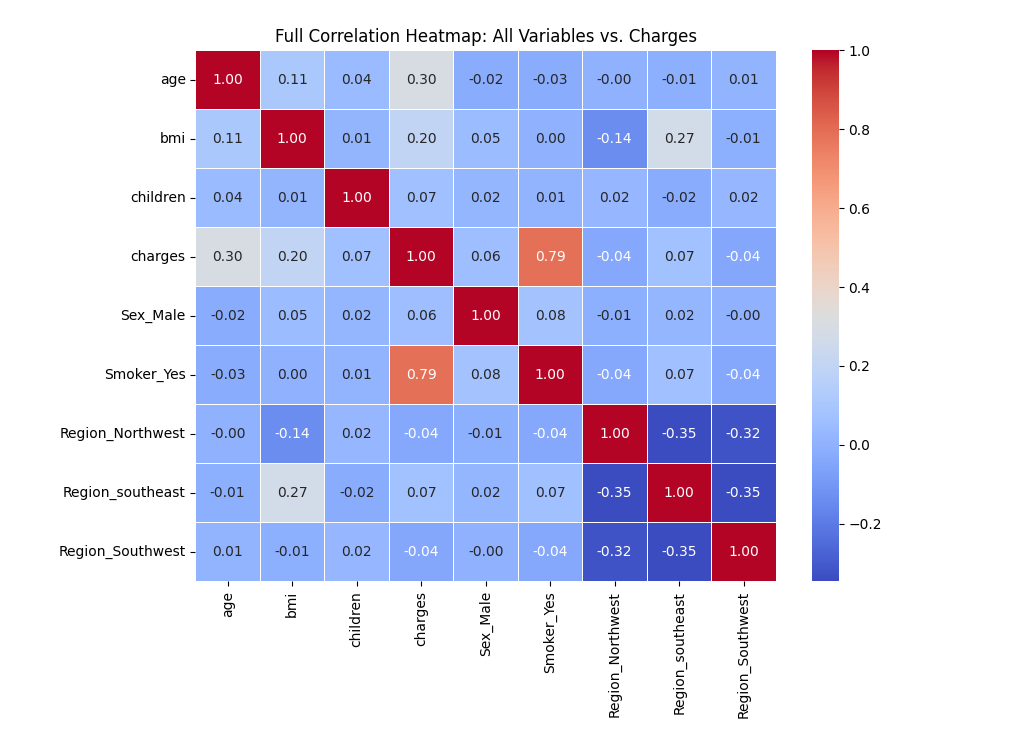 Full Correlation Heatmap: All Variables vs. Charges
age 1.00 0.11 0.04 0.30 -0.02 -0.03 -0.00 -0.01 0.01
bmi 0.11 1.00 0.01 0.20 0.05 0.00 -0.14 0.27 -0.01
children 0.04 0.01 1.00 0.07 0.02 0.01 0.02 -0.02 0.02
charges 0.30 0.20 0.07 1.00 0.06 0.79 -0.04 0.07 -0.04
Sex_Male -0.02 0.05 0.02 0.06 1.00 0.08 -0.01 0.02 -0.00
Smoker_Yes -0.03 0.00 0.01 0.79 0.08 1.00 -0.04 0.07 -0.04
Region_Northwest -0.00 -0.14 0.02 -0.04 -0.01 -0.04 1.00 -0.35 -0.32
Region_southeast -0.01 0.27 -0.02 0.07 0.02 0.07 -0.35 1.00 -0.35
Region_Southwest 0.01 -0.01 0.02 -0.04 -0.00 -0.04 -0.32 -0.35 1.00
age
bmi
children
charges
Sex_Male
Smoker_Yes
Region_Northwest
Region_southeast
Region_Southwest
1.0
0.8
0.6
0.4
0.2
0.0
−0.2